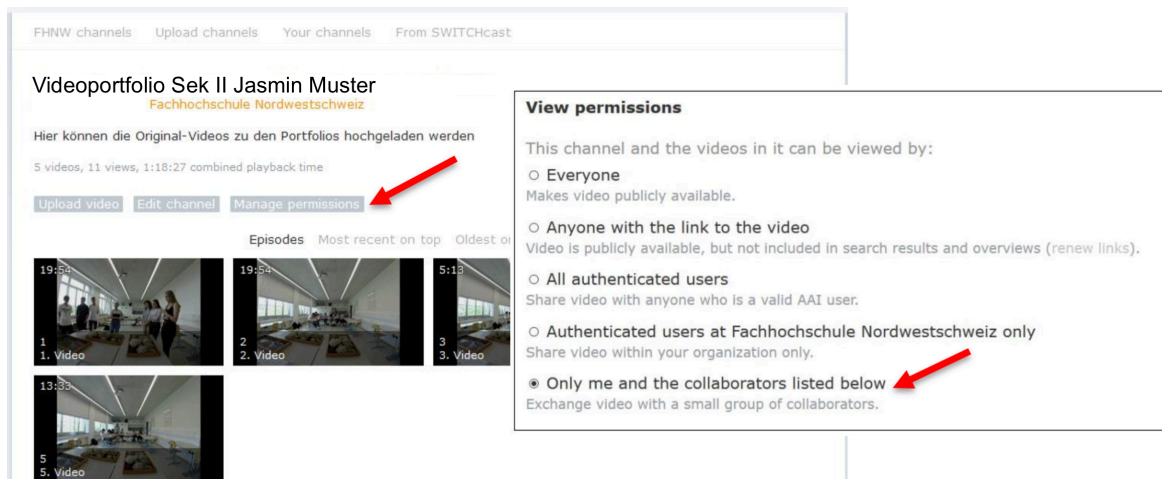 FHNW channels Upload channels Your channels From SWITCHcast
Videoportfolio Sek II Jasmin Muster
Fachhochschule Nordwestschweiz
Hier können die Original-Videos zu den Portfolios hochgeladen werden
5 videos, 11 views, 1:18:27 combined playback time
Upload video Edit channel Manage permissions
Episodes Most recent on top Oldest
19:54
1
1. Video
19:54
2
2. Video
5:13
3
3. Video
13:33
5
5. Video
View permissions
This channel and the videos in it can be viewed by:
Everyone
Makes video publicly available.
Anyone with the link to the video
Video is publicly available, but not included in search results and overviews (renew links).
All authenticated users
Share video with anyone who is a valid AAI user.
Authenticated users at Fachhochschule Nordwestschweiz only
Share video within your organization only.
Only me and the collaborators listed below
Exchange video with a small group of collaborators.